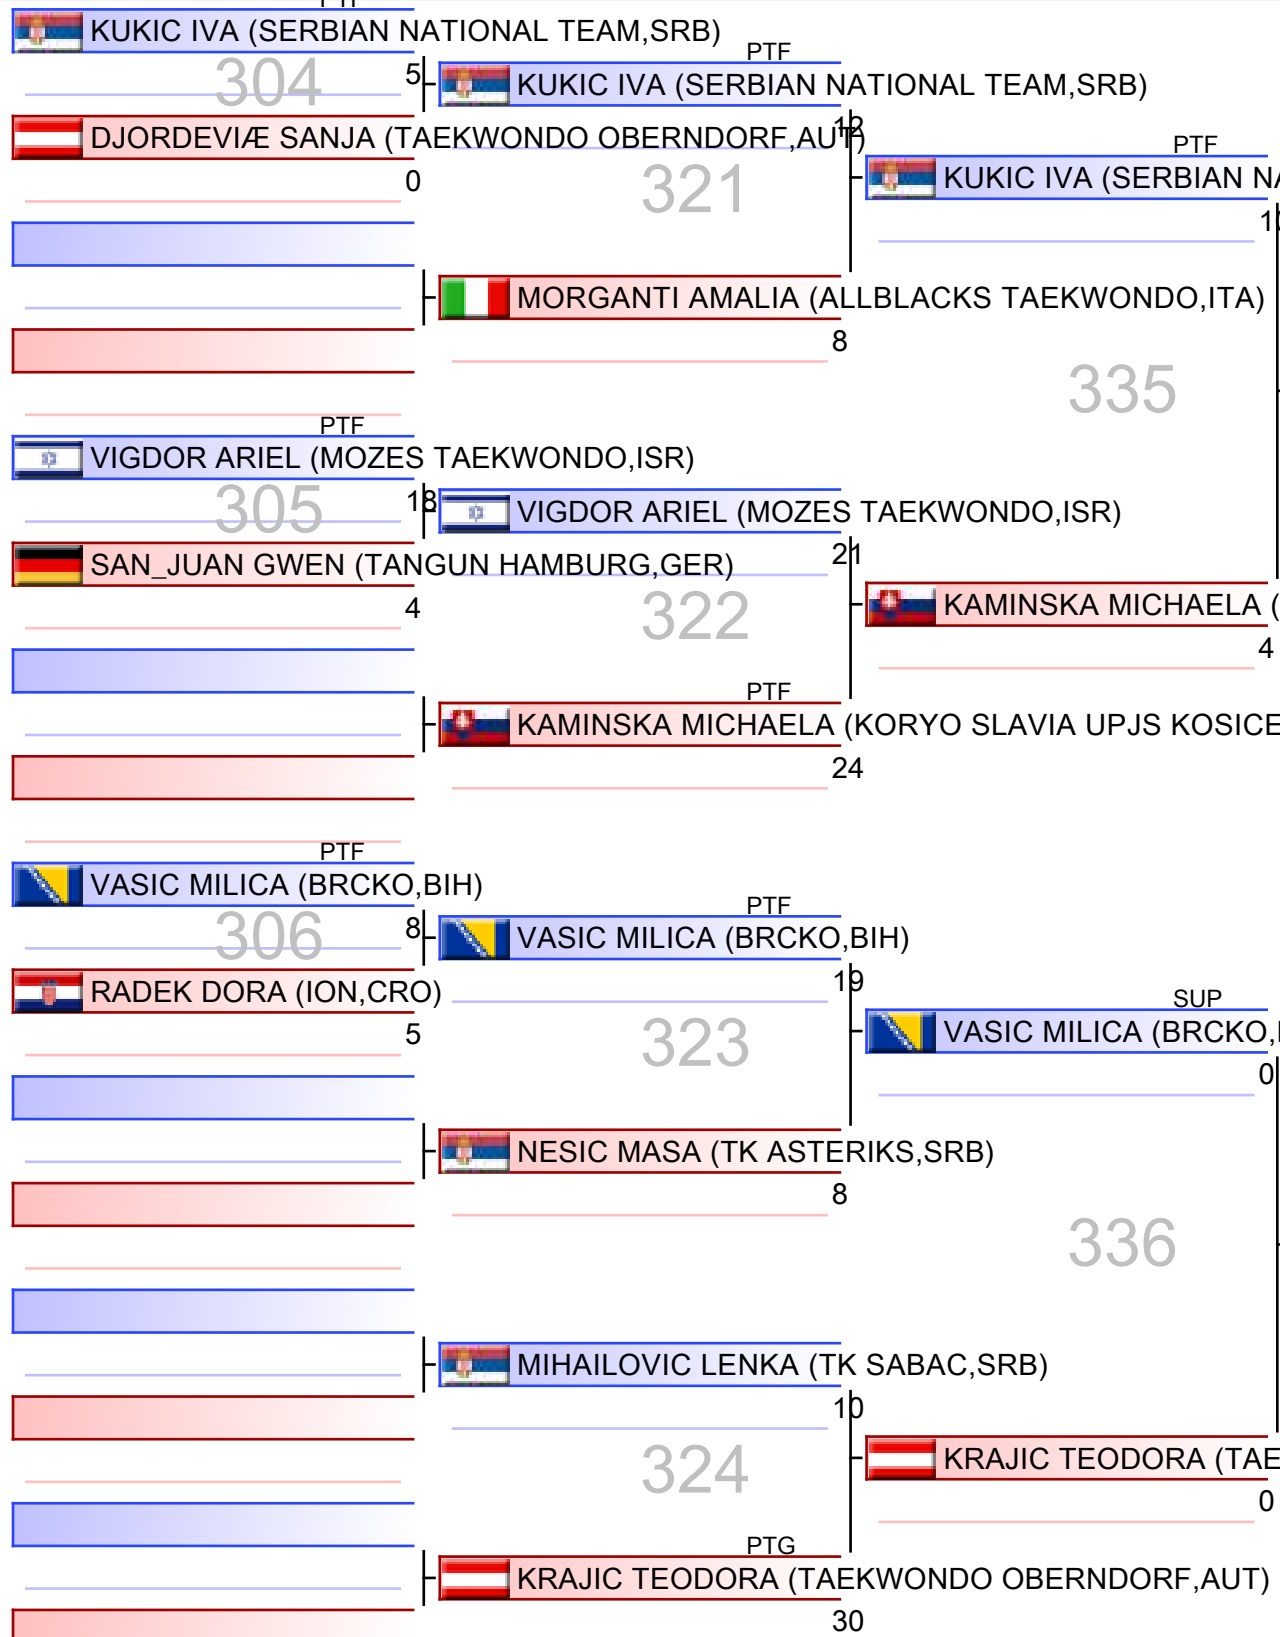 KUKIC IVA (SERBIAN NATIONAL TEAM,SRB)
304
5
DJORDEVIÆ SANJA (TAEKWONDO OBERNDORF,AUT)
0
PTF
VIGDOR ARIEL (MOZES TAEKWONDO,ISR)
305
18
SAN_JUAN GWEN (TANGUN HAMBURG,GER)
4
PTF
VASIC MILICA (BRCKO,BIH)
306
8
RADEK DORA (ION,CRO)
5
PTF
KUKIC IVA (SERBIAN NATIONAL TEAM,SRB)
12
321
MORGANTI AMALIA (ALLBLACKS TAEKWONDO,ITA)
8
VIGDOR ARIEL (MOZES TAEKWONDO,ISR)
21
322
PTF
KAMINSKA MICHAELA (KORYO SLAVIA UPJS KOSICE
24
PTF
VASIC MILICA (BRCKO,BIH)
19
323
NESIC MASA (TK ASTERIKS,SRB)
8
MIHAILOVIC LENKA (TK SABAC,SRB)
10
324
PTG
KRAJIC TEODORA (TAEKWONDO OBERNDORF,AUT)
30
PTF
KUKIC IVA (SERBIAN
335
KAMINSKA MICHAELA (
4
SUP
VASIC MILICA (BRCKO,
0
336
KRAJIC TEODORA (TAE
0